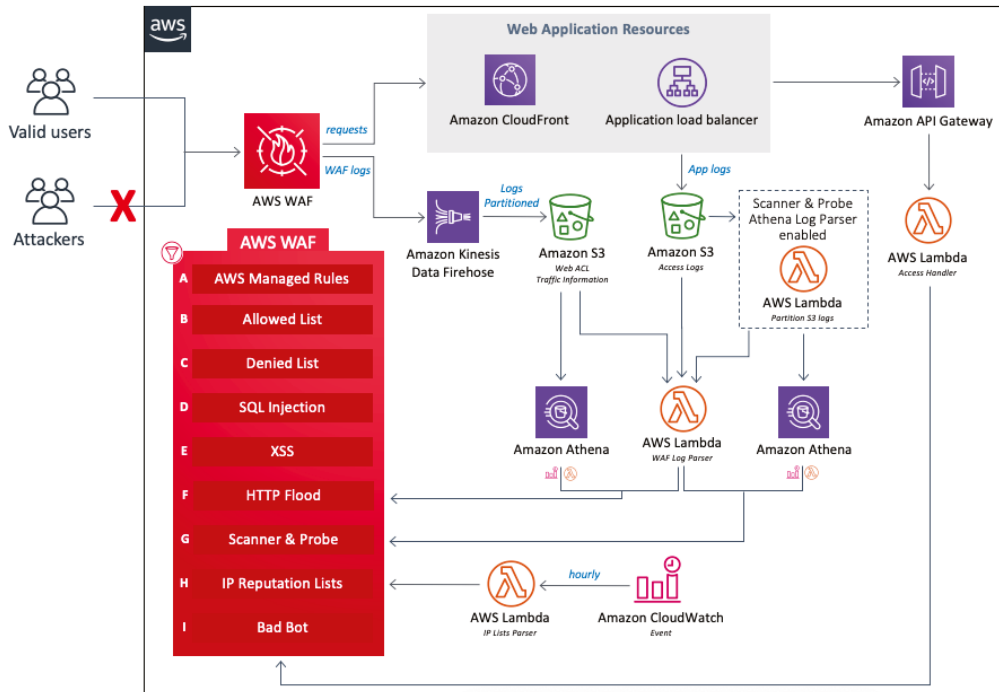 aws
Web Application Resources
Valid users
Attackers
AWS WAF
requests
WAF logs
Amazon CloudFront
Application load balancer
Amazon API Gateway
App logs
Logs
Partitioned
Amazon Kinesis
Data Firehose
Amazon S3
Web ACL
Traffic Information
Amazon S3
Access Logs
Scanner & Probe
Athena Log Parser
enabled
AWS Lambda
Partition S3 logs
AWS Lambda
Access Handler
AWS WAF
A AWS Managed Rules
B Allowed List
C Denied List
D SQL Injection
E XSS
F HTTP Flood
G Scanner & Probe
H IP Reputation Lists
I Bad Bot
Amazon Athena
AWS Lambda
WAF Log Parser
Amazon Athena
AWS Lambda
IP Lists Parser
hourly
Amazon CloudWatch
Event